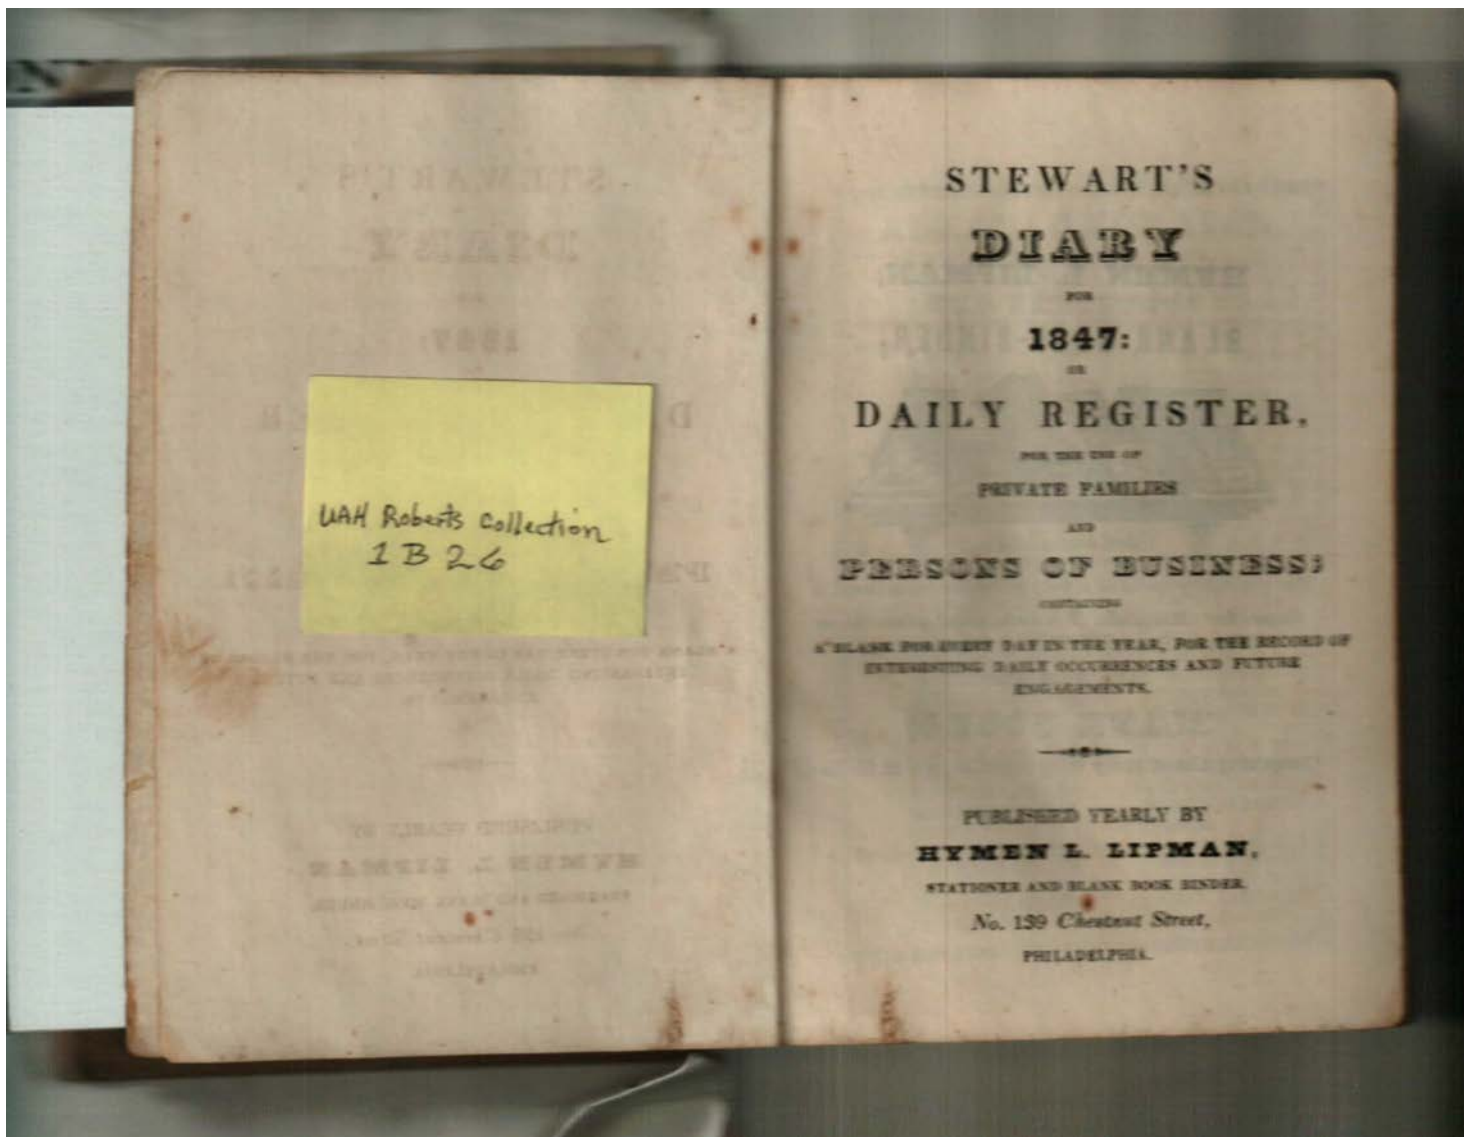 UAH Roberts Collection
1 B 26
STEWART'S
DIARY
FOR
1847:
OR
DAILY REGISTER,
FOR THE USE OF
PRIVATE FAMILIES
AND
PERSONS OF BUSINESS;
CONTAINING
A BLANK FOR EVERY DAY IN THE YEAR, FOR THE RECORD OF
INTERESTING DAILY OCCURRENCES AND FUTURE
ENGAGEMENTS.
PUBLISHED YEARLY BY
HYMEN L. LIPMAN,
STATIONER AND BLANK BOOK BINDER,
No. 139 Chestnut Street,
PHILADELPHIA.